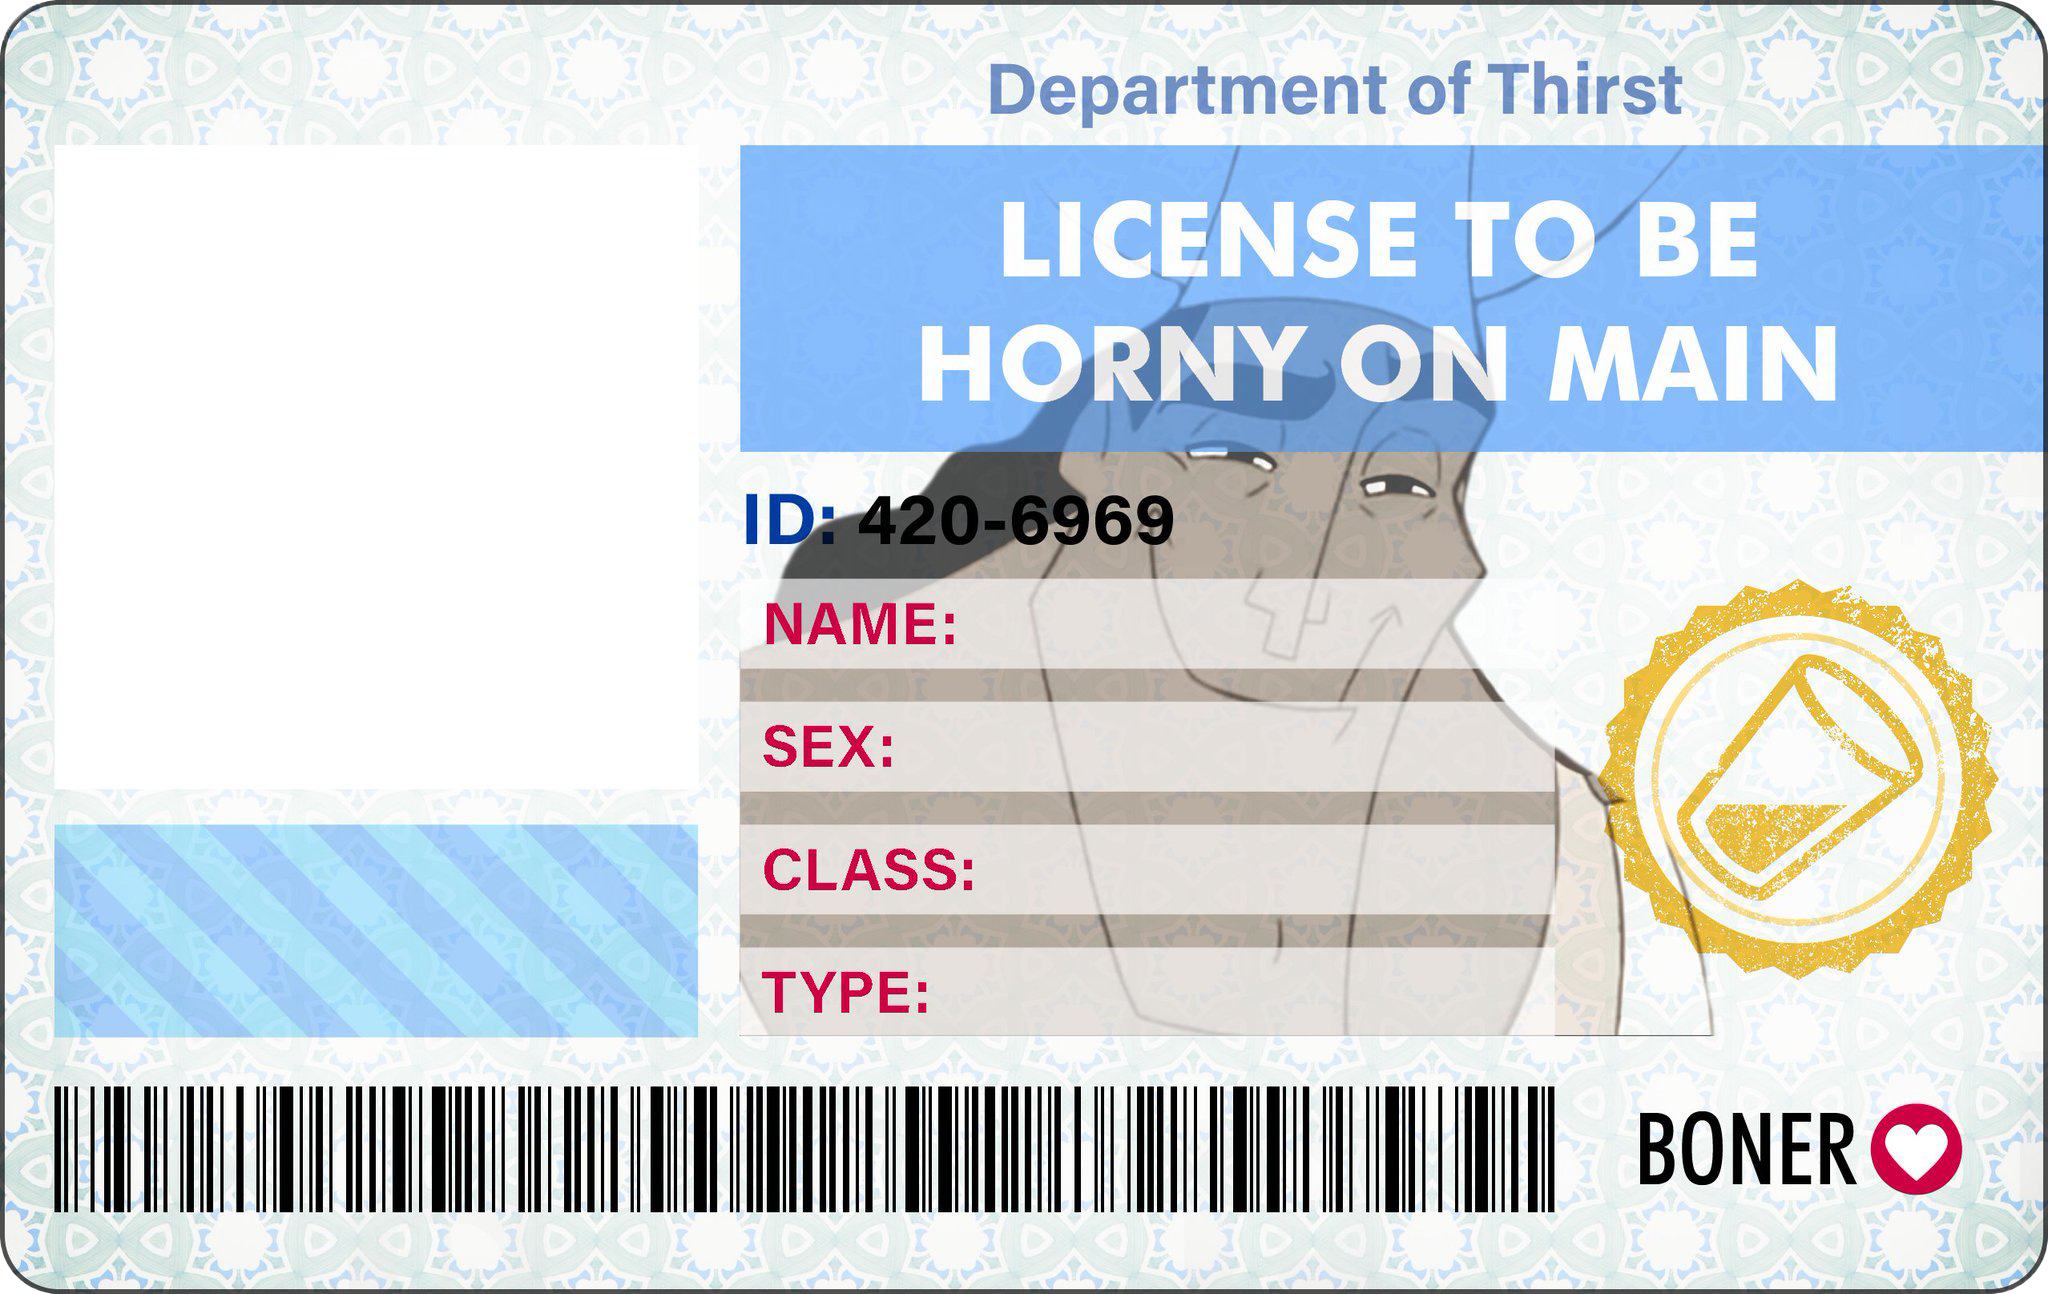 Department of Thirst
LICENSE TO BE
HORNY ON MAIN
ID: 420-6969
NAME:
SEX:
CLASS:
TYPE:
BONER